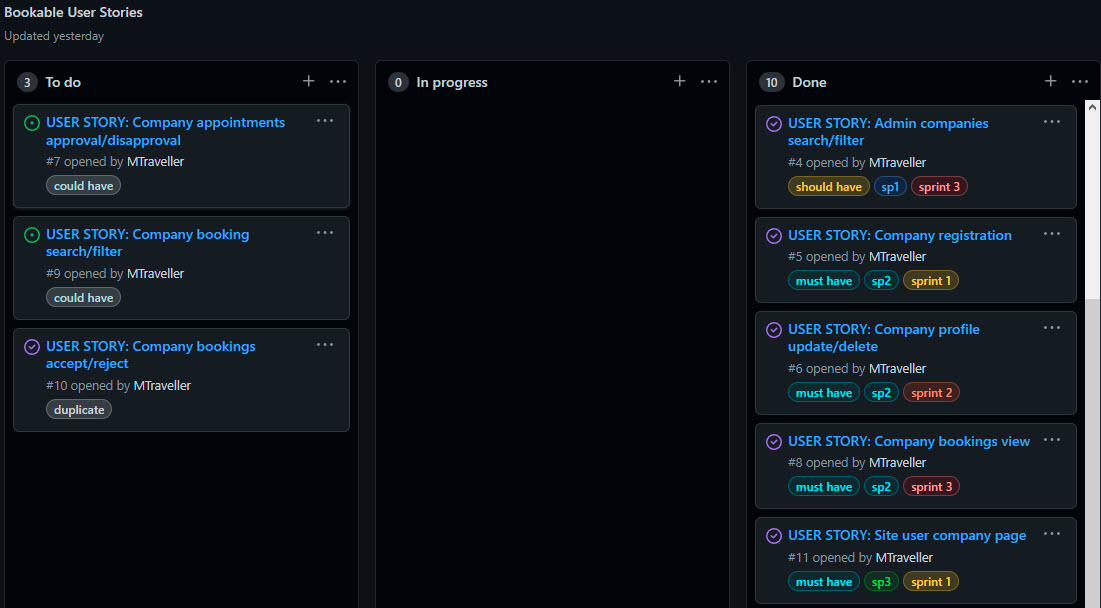 Bookable User Stories
Updated yesterday
3 To do
USER STORY: Company appointments
approval/disapproval
#7 opened by MTraveller
could have
USER STORY: Company booking
search/filter
#9 opened by MTraveller
could have
USER STORY: Company bookings
accept/reject
#10 opened by MTraveller
duplicate
0 In progress
10 Done
USER STORY: Admin companies
search/filter
#4 opened by MTraveller
should have sp1 sprint 3
USER STORY: Company registration
#5 opened by MTraveller
must have sp2 sprint 1
USER STORY: Company profile
update/delete
#6 opened by MTraveller
must have sp2 sprint 2
USER STORY: Company bookings view
#8 opened by MTraveller
must have sp2 sprint 3
USER STORY: Site user company page
#11 opened by MTraveller
must have sp3 sprint 1